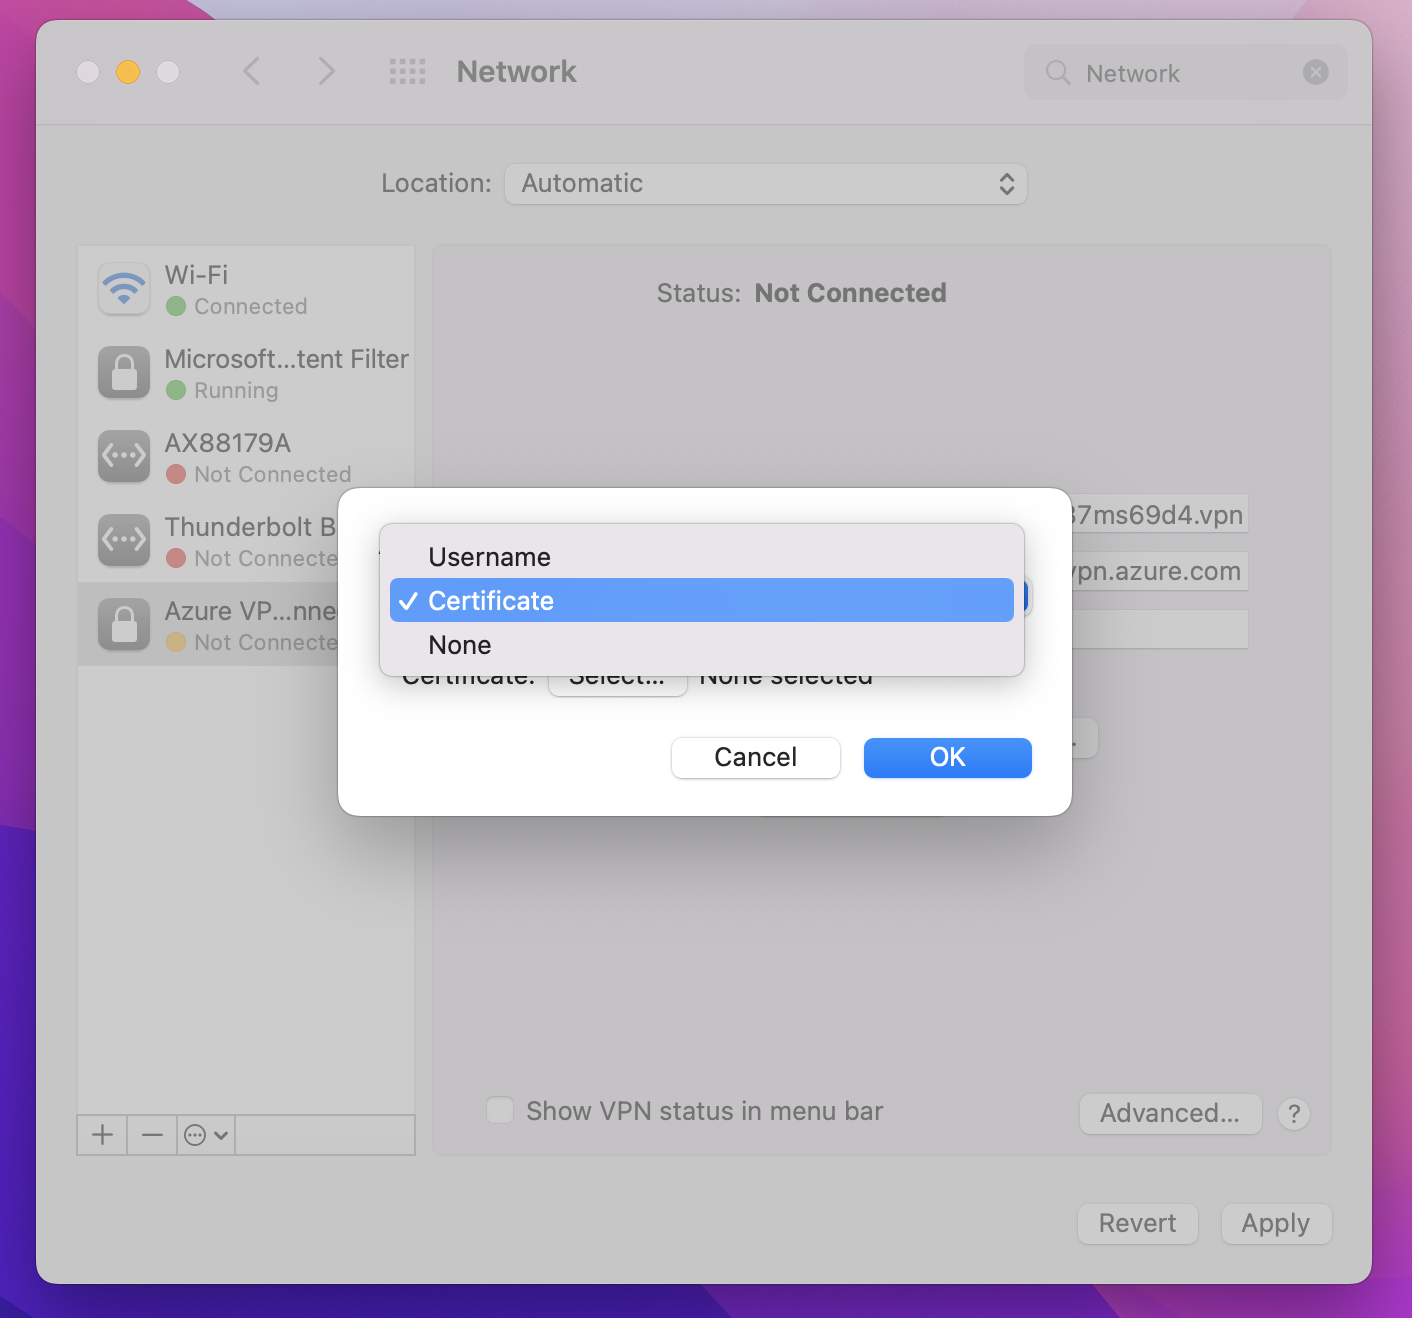 Network
Network
Location:
Automatic
Wi-Fi
Connected
Microsoft...tent Filter
Running
AX88179A
Not Connected
Thunderbolt B
Not Connecte
Azure VP...nne
Not Connecte
Status: Not Connected
37ms69d4.vpn
vpn.azure.com
Username
✓ Certificate
None
Certificate: Select... None selected
Cancel
OK
Show VPN status in menu bar
Advanced...
?
Revert
Apply